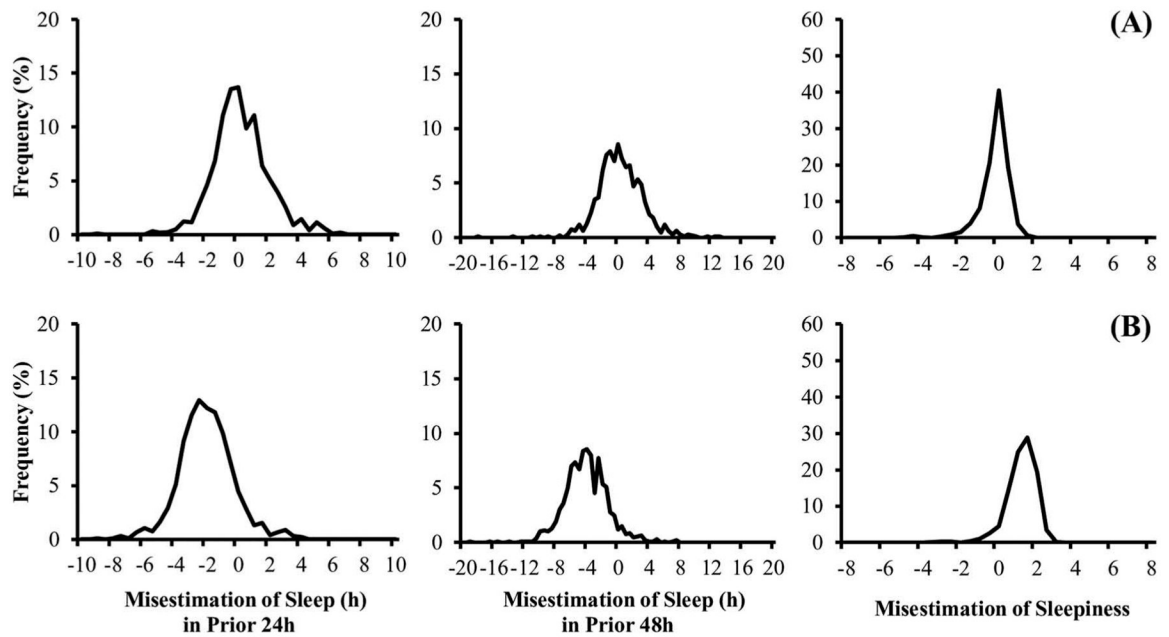 (A)
Frequency (%)
20
15
10
5
0
-10 -8 -6 -4 -2 0 2 4 6 8 10
20
15
10
5
0
-20 -16 -12 -8 -4 0 4 8 12 16 20
60
50
40
30
20
10
0
-8 -6 -4 -2 0 2 4 6 8
(B)
Frequency (%)
20
15
10
5
0
-10 -8 -6 -4 -2 0 2 4 6 8 10
Misestimation of Sleep (h)
in Prior 24h
20
15
10
5
0
-20 -16 -12 -8 -4 0 4 8 12 16 20
Misestimation of Sleep (h)
in Prior 48h
60
50
40
30
20
10
0
-8 -6 -4 -2 0 2 4 6 8
Misestimation of Sleepiness